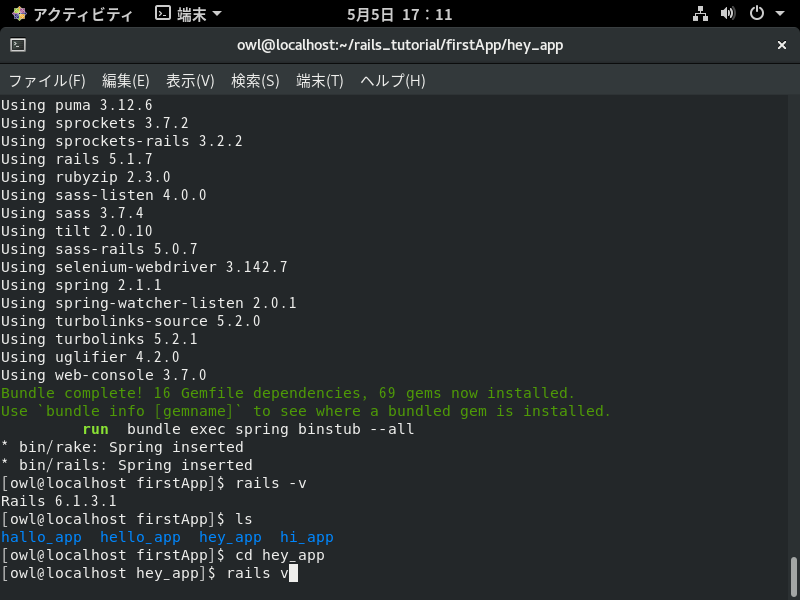 アクティビティ 端末 5月5日 17：11
owl@localhost:~/rails_tutorial/firstApp/hey_app ×
ファイル(F) 編集(E) 表示(V) 検索(S) 端末(T) ヘルプ(H)
Using puma 3.12.6
Using sprockets 3.7.2
Using sprockets-rails 3.2.2
Using rails 5.1.7
Using rubyzip 2.3.0
Using sass-listen 4.0.0
Using sass 3.7.4
Using tilt 2.0.10
Using sass-rails 5.0.7
Using selenium-webdriver 3.142.7
Using spring 2.1.1
Using spring-watcher-listen 2.0.1
Using turbolinks-source 5.2.0
Using turbolinks 5.2.1
Using uglifier 4.2.0
Using web-console 3.7.0
Bundle complete! 16 Gemfile dependencies, 69 gems now installed.
Use `bundle info [gemname]` to see where a bundled gem is installed.
run bundle exec spring binstub --all
* bin/rake: Spring inserted
* bin/rails: Spring inserted
[owl@localhost firstApp]$ rails -v
Rails 6.1.3.1
[owl@localhost firstApp]$ ls
hallo_app hello_app hey_app hi_app
[owl@localhost firstApp]$ cd hey_app
[owl@localhost hey_app]$ rails v